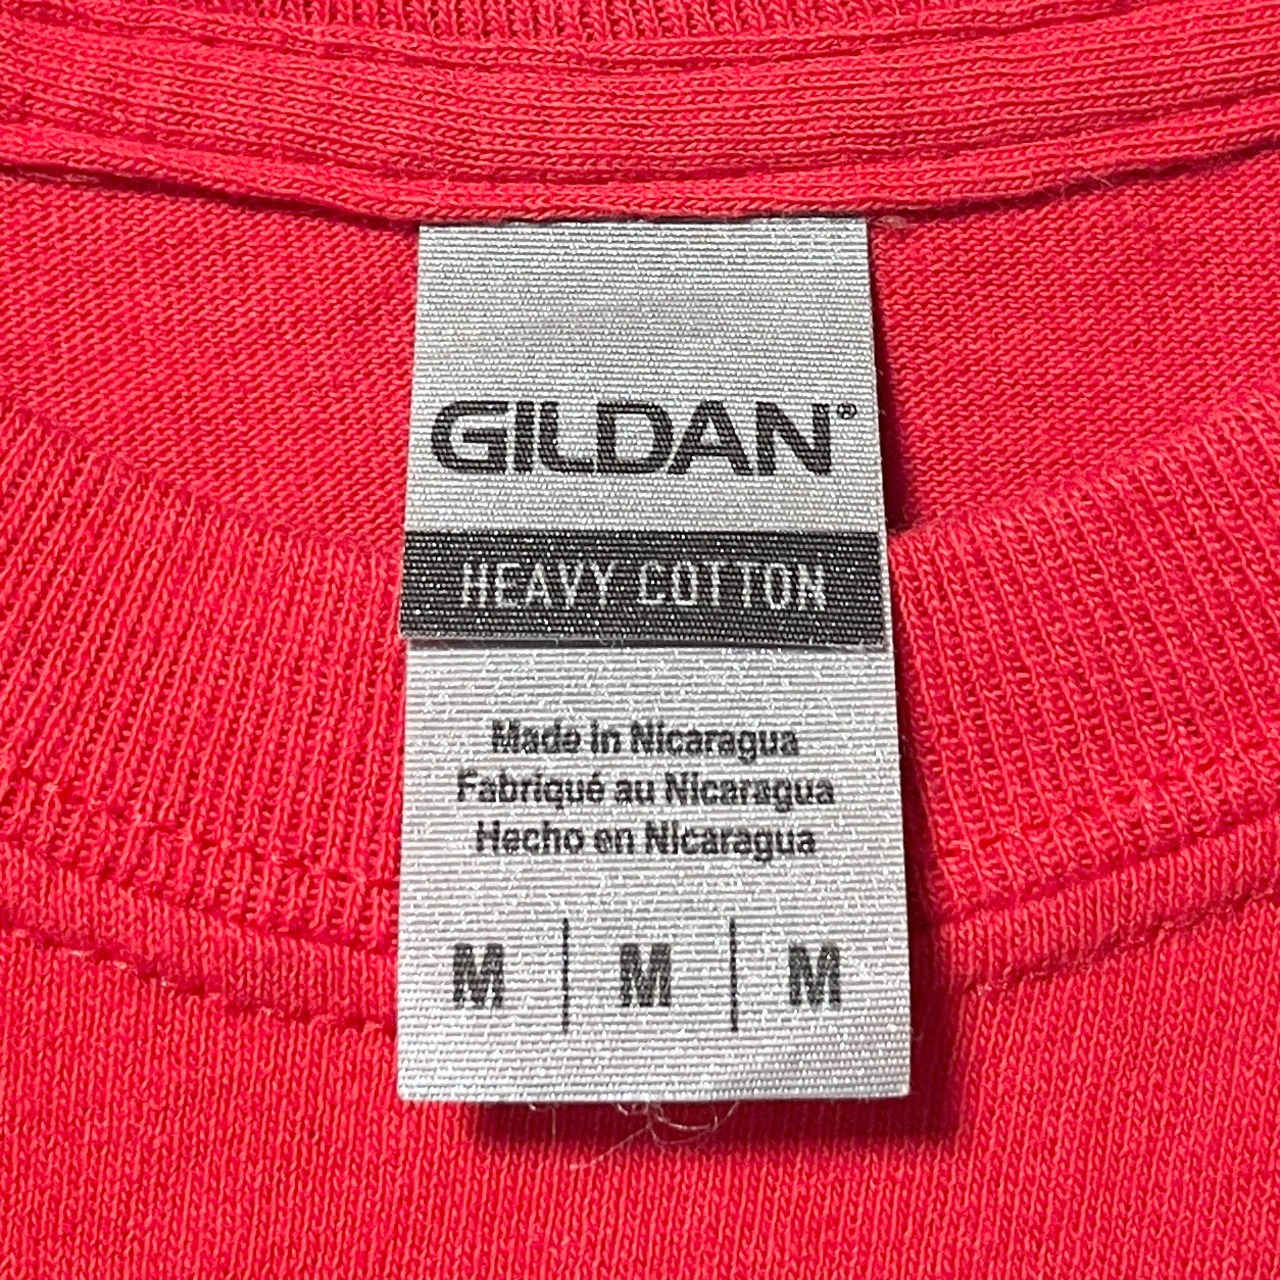 GILDAN®
HEAVY COTTON
Made in Nicaragua
Fabriqué au Nicaragua
Hecho en Nicaragua
M | M | M